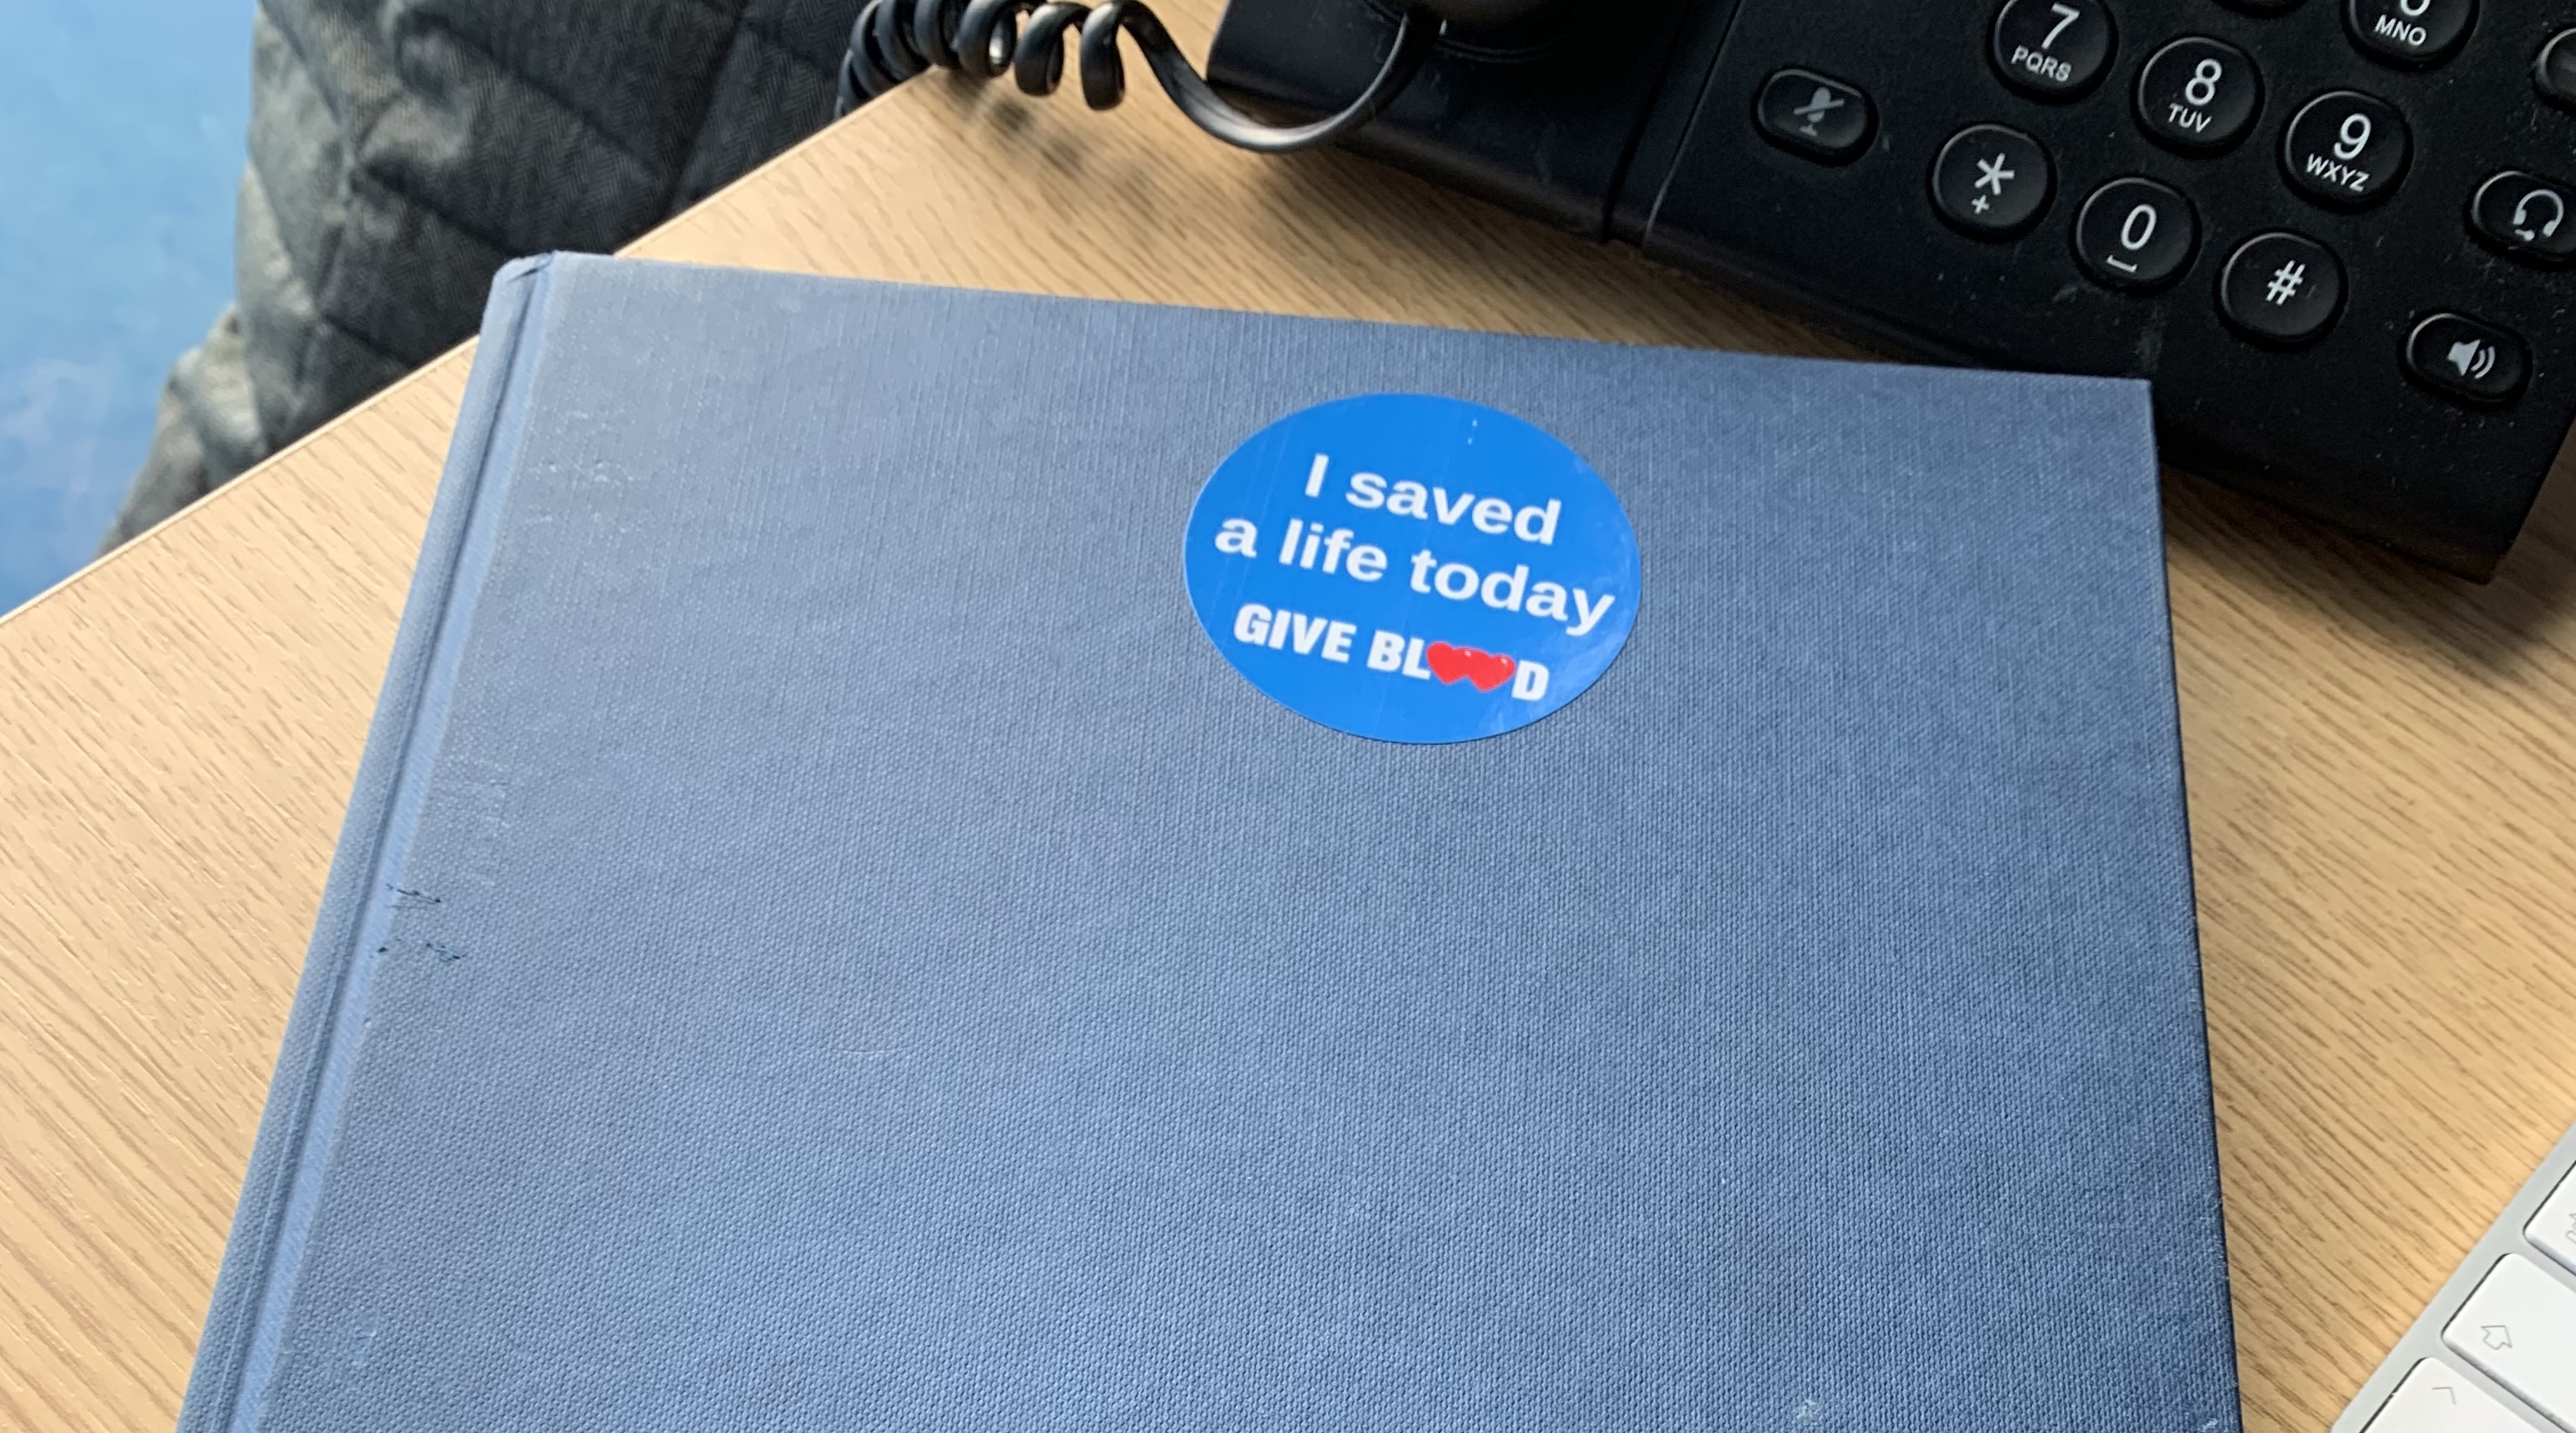 MNO
7
PQRS
8
TUV
9
WXYZ
*
+
0
#
I saved
a life today
GIVE BL❤❤D